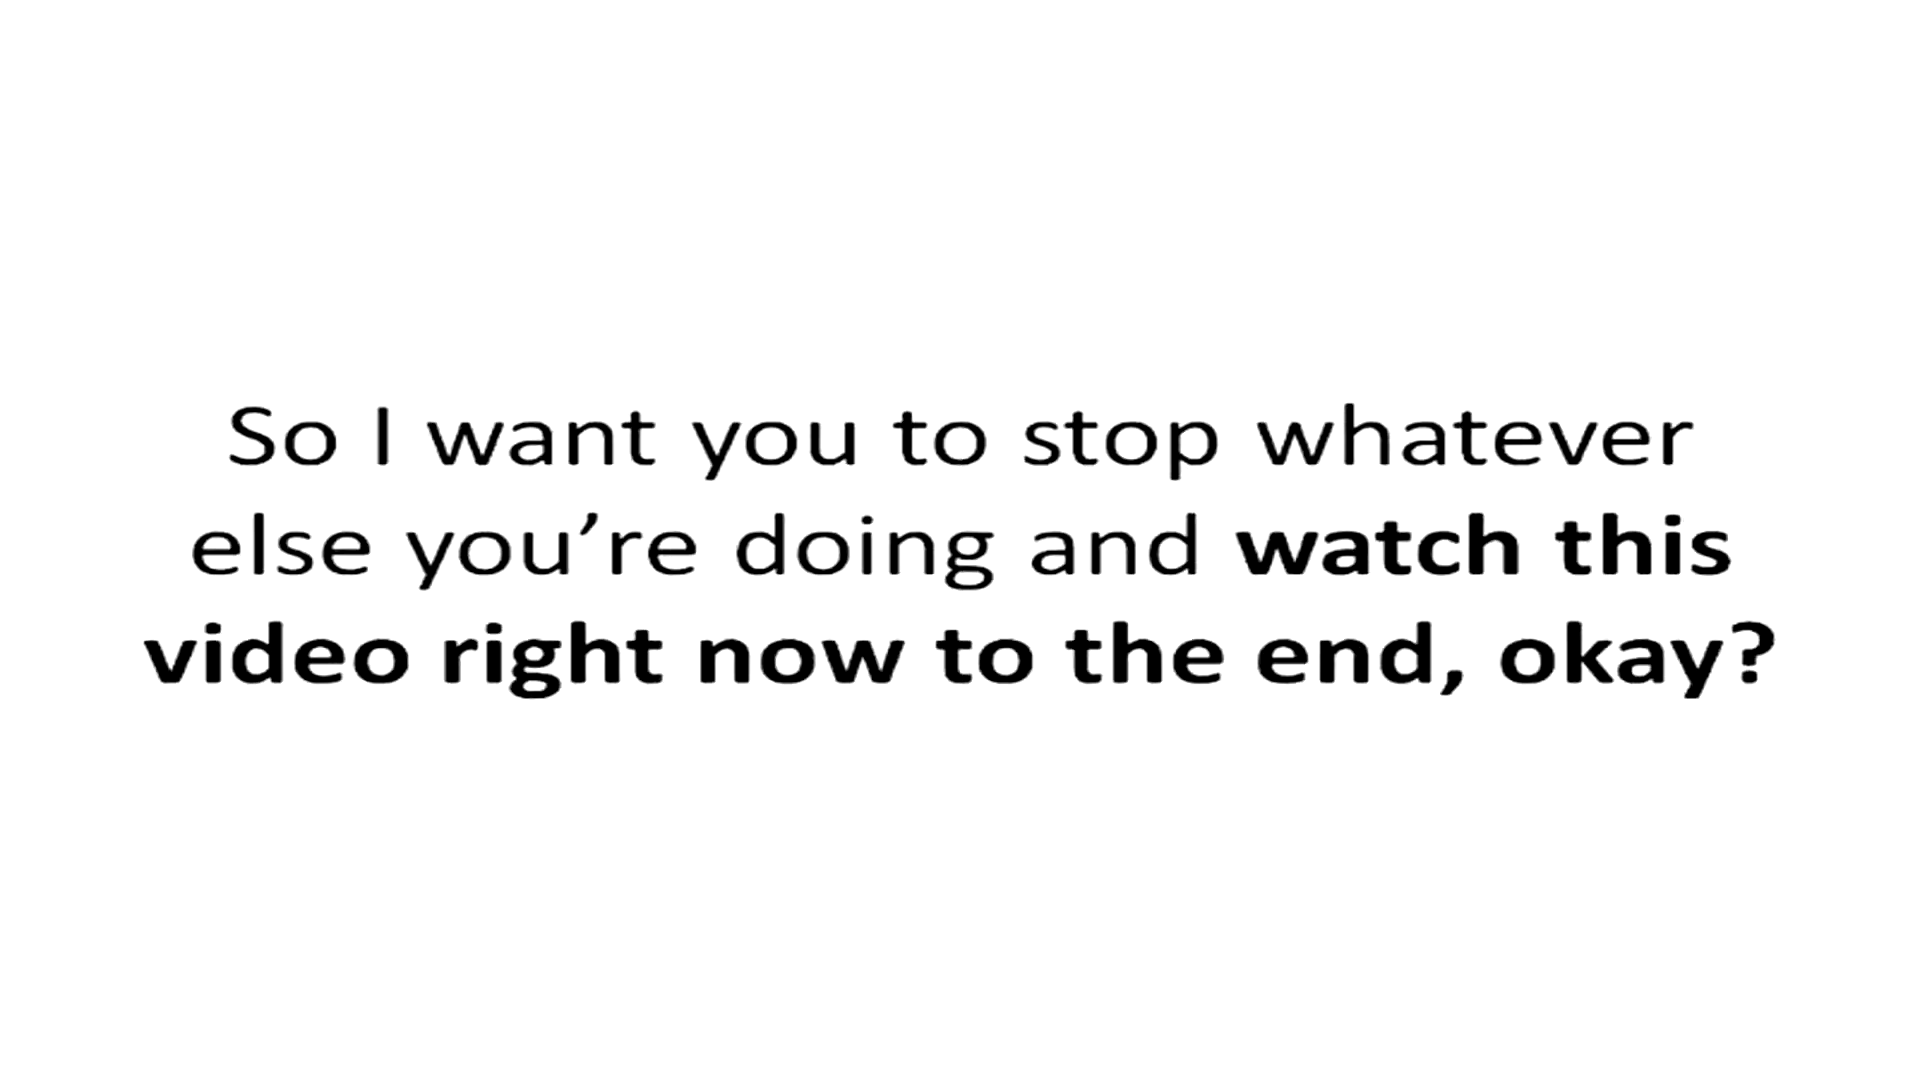 So I want you to stop whatever
else you’re doing and watch this
video right now to the end, okay?